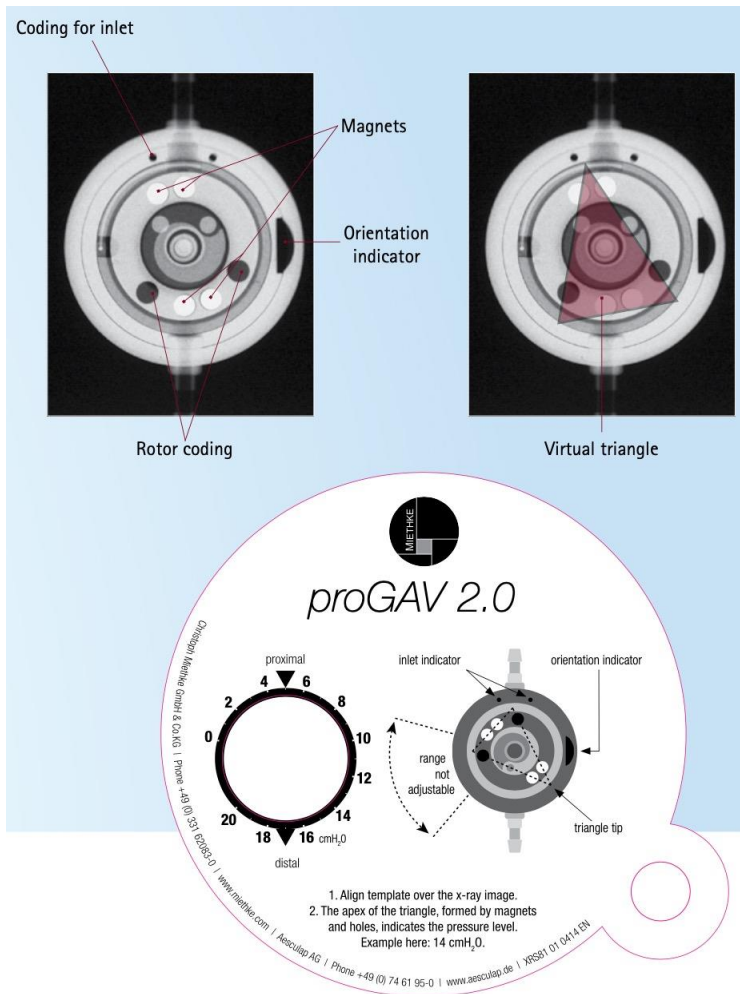 Coding for inlet
Magnets
Orientation
indicator
Rotor coding
Virtual triangle
MIETHKE
proGAV 2.0
proximal
4 6
2 8
0 10
12
20 14
18 16 cmH₂O
distal
inlet indicator
orientation indicator
range
not
adjustable
triangle tip
1. Align template over the x-ray image.
2. The apex of the triangle, formed by magnets
and holes, indicates the pressure level.
Example here: 14 cmH₂O.
Christoph Miethke GmbH & Co.KG | Phone +49 (0) 331 62083-0 | www.miethke.com | Aesculap AG | Phone +49 (0) 74 61 95-0 | www.aesculap.de | XRS81 01 0414 EN